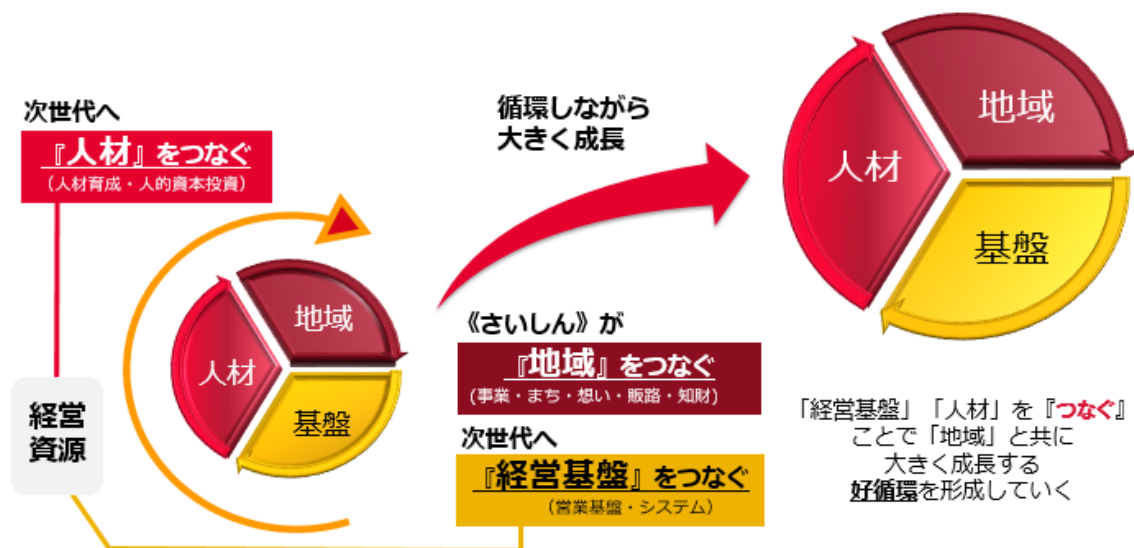 次世代へ
『人材』をつなぐ
（人材育成・人的資本投資）
経営
資源
地域
人材
基盤
循環しながら
大きく成長
《さいしん》が
『地域』をつなぐ
(事業・まち・想い・販路・知財)
次世代へ
『経営基盤』をつなぐ
（営業基盤・システム）
地域
人材
基盤
「経営基盤」「人材」を『つなぐ』
ことで「地域」と共に
大きく成長する
好循環を形成していく